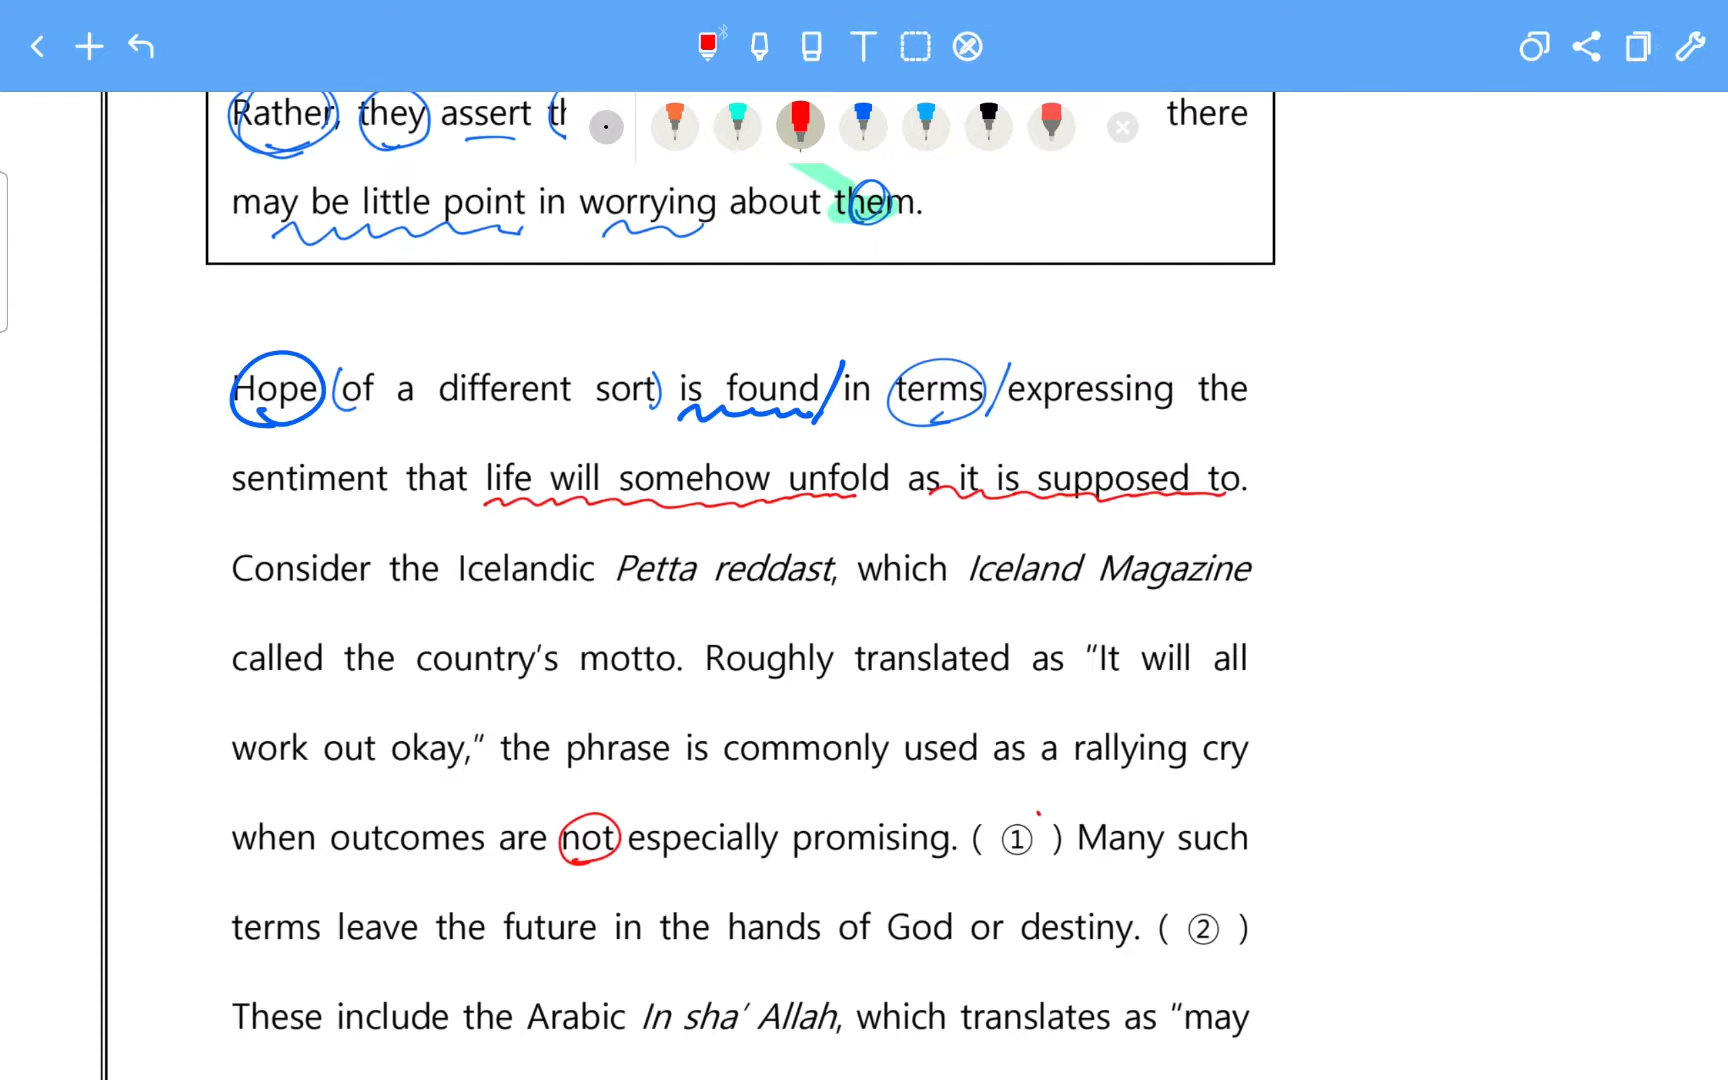 Rather, they assert there
may be little point in worrying about them.
Hope (of a different sort) is found/in terms/expressing the
sentiment that life will somehow unfold as it is supposed to.
Consider the Icelandic Petta reddast, which Iceland Magazine
called the country's motto. Roughly translated as "It will all
work out okay," the phrase is commonly used as a rallying cry
when outcomes are not especially promising. ( ① ) Many such
terms leave the future in the hands of God or destiny. ( ② )
These include the Arabic In sha' Allah, which translates as "may